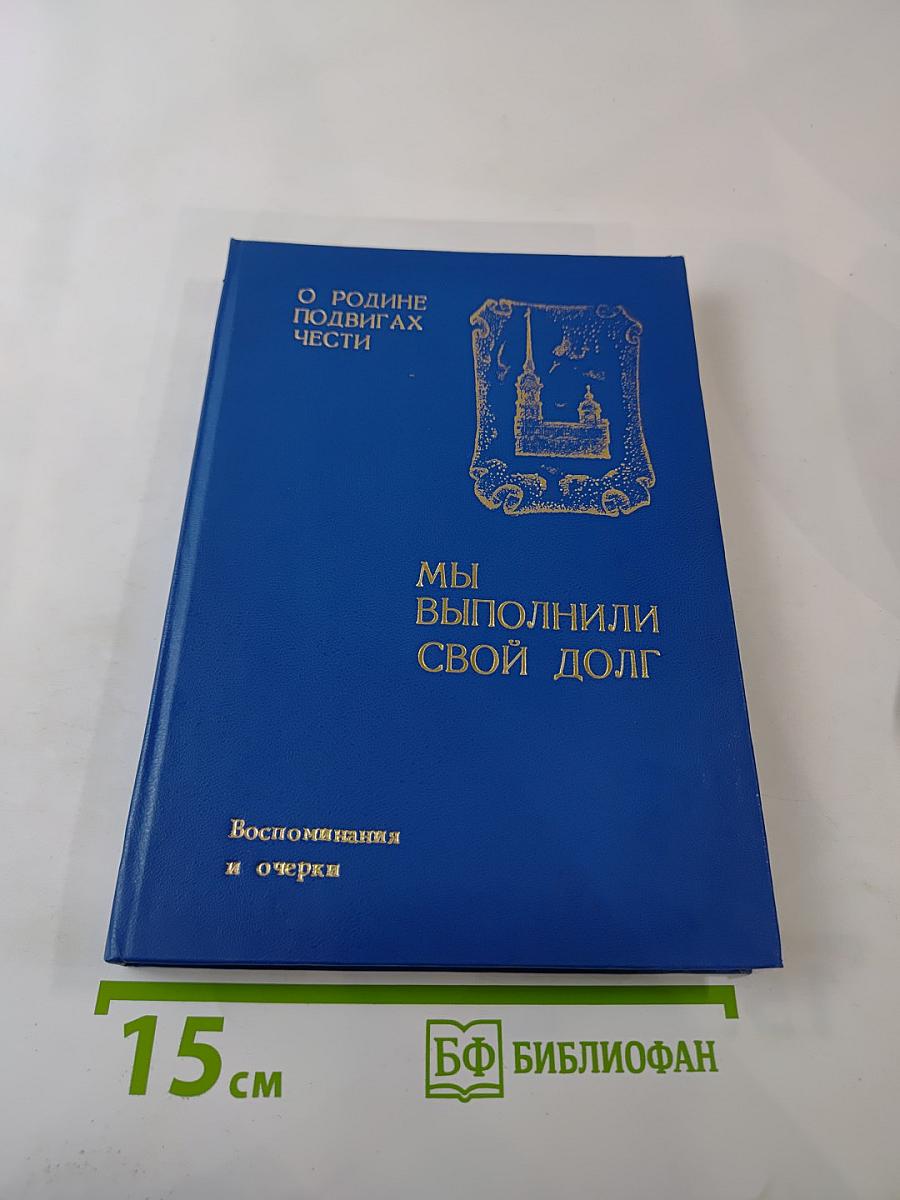 О РОДИНЕ
ПОДВИГАХ
ЧЕСТИ
МЫ
ВЫПОЛНИЛИ
СВОЙ ДОЛГ
Воспоминания
и очерки
15 см
БФ БИБЛИОФАН